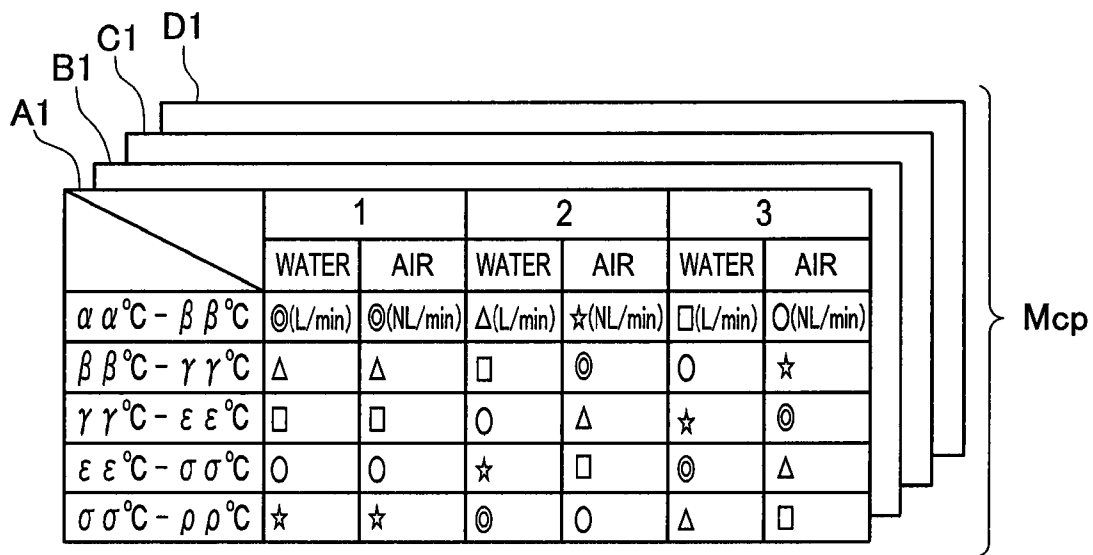 D1
C1
B1
A1
1 2 3
WATER AIR WATER AIR WATER AIR
αα℃ - ββ℃ ◎(L/min) ◎(NL/min) △(L/min) ☆(NL/min) □(L/min) ○(NL/min)
ββ℃ - γγ℃ △ △ □ ◎ ○ ☆
γγ℃ - εε℃ □ □ ○ △ ☆ ◎
εε℃ - σσ℃ ○ ○ ☆ □ ◎ △
σσ℃ - ρρ℃ ☆ ☆ ◎ ○ △ □
Mcp